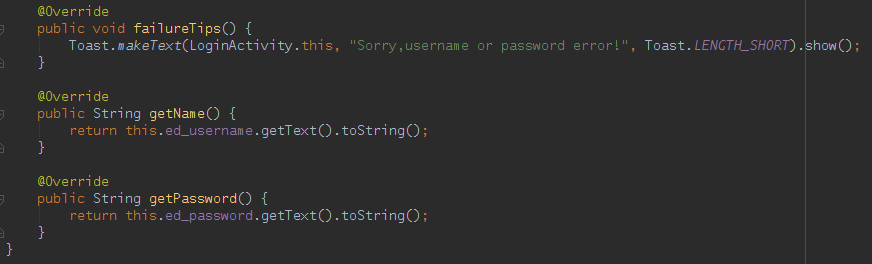 @Override
public void failureTips() {
Toast.makeText(LoginActivity.this, "Sorry,username or password error!", Toast.LENGTH_SHORT).show();
}
@Override
public String getName() {
return this.ed_username.getText().toString();
}
@Override
public String getPassword() {
return this.ed_password.getText().toString();
}
}